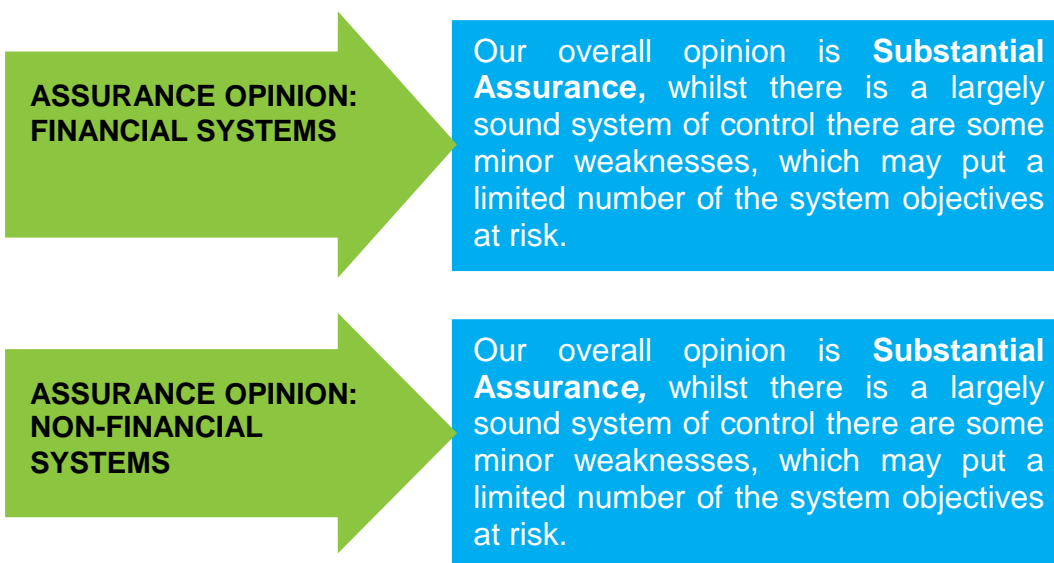 ASSURANCE OPINION:
FINANCIAL SYSTEMS
Our overall opinion is Substantial
Assurance, whilst there is a largely
sound system of control there are some
minor weaknesses, which may put a
limited number of the system objectives
at risk.
ASSURANCE OPINION:
NON-FINANCIAL
SYSTEMS
Our overall opinion is Substantial
Assurance, whilst there is a largely
sound system of control there are some
minor weaknesses, which may put a
limited number of the system objectives
at risk.